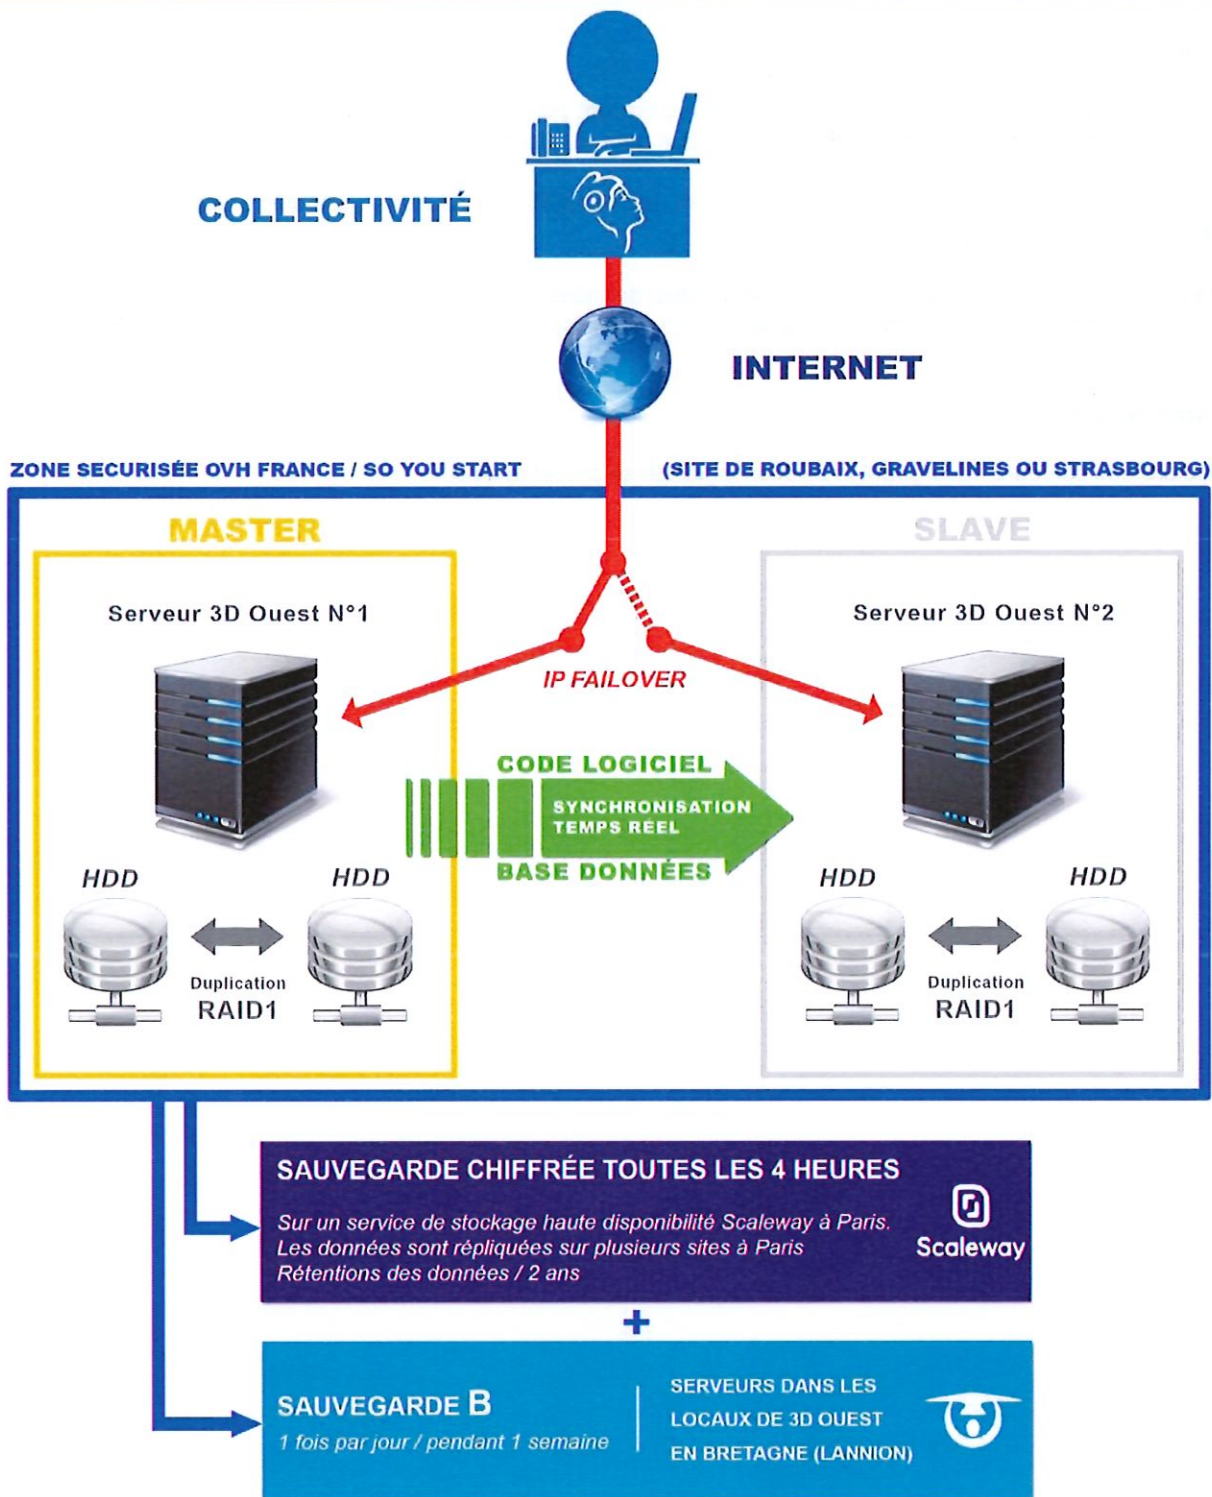 COLLECTIVITÉ
INTERNET
ZONE SECURISÉE OVH FRANCE / SO YOU START
(SITE DE ROUBAIX, GRAVELINES OU STRASBOURG)
MASTER
SLAVE
Serveur 3D Ouest N°1
Serveur 3D Ouest N°2
IP FAILOVER
CODE LOGICIEL
SYNCHRONISATION
TEMPS RÉEL
BASE DONNÉES
HDD
HDD
Duplication
RAID1
HDD
HDD
Duplication
RAID1
SAUVEGARDE CHIFFRÉE TOUTES LES 4 HEURES
Sur un service de stockage haute disponibilité Scaleway à Paris.
Les données sont répliquées sur plusieurs sites à Paris
Rétentions des données / 2 ans
Scaleway
+
SAUVEGARDE B
1 fois par jour / pendant 1 semaine
SERVEURS DANS LES
LOCAUX DE 3D OUEST
EN BRETAGNE (LANNION)